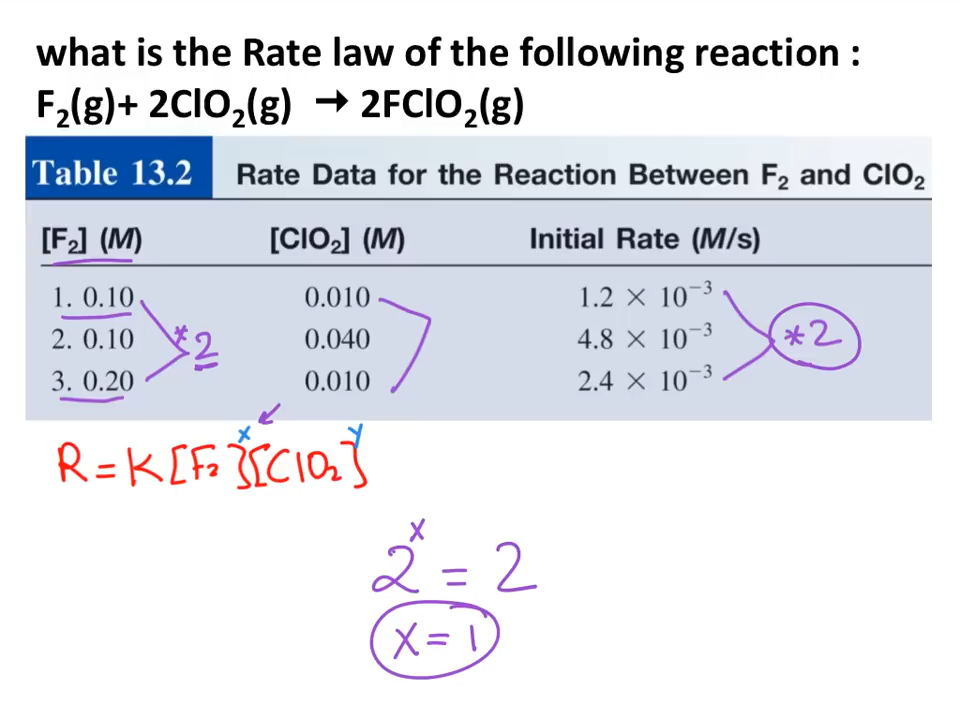 what is the Rate law of the following reaction :
F₂(g)+ 2ClO₂(g) → 2FClO₂(g)
Table 13.2 Rate Data for the Reaction Between F₂ and ClO₂
[F₂] (M) [ClO₂] (M) Initial Rate (M/s)
1. 0.10 0.010 1.2 × 10⁻³
2. 0.10 0.040 4.8 × 10⁻³
3. 0.20 0.010 2.4 × 10⁻³
*2 *2
R = K [F₂]ˣ[ClO₂]ʸ
2ˣ = 2
x = 1